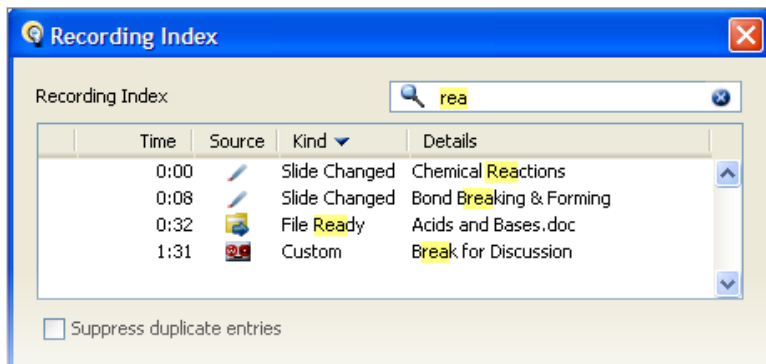 Recording Index
Recording Index rea
Time Source Kind Details
0:00 Slide Changed Chemical Reactions
0:08 Slide Changed Bond Breaking & Forming
0:32 File Ready Acids and Bases.doc
1:31 Custom Break for Discussion
Suppress duplicate entries